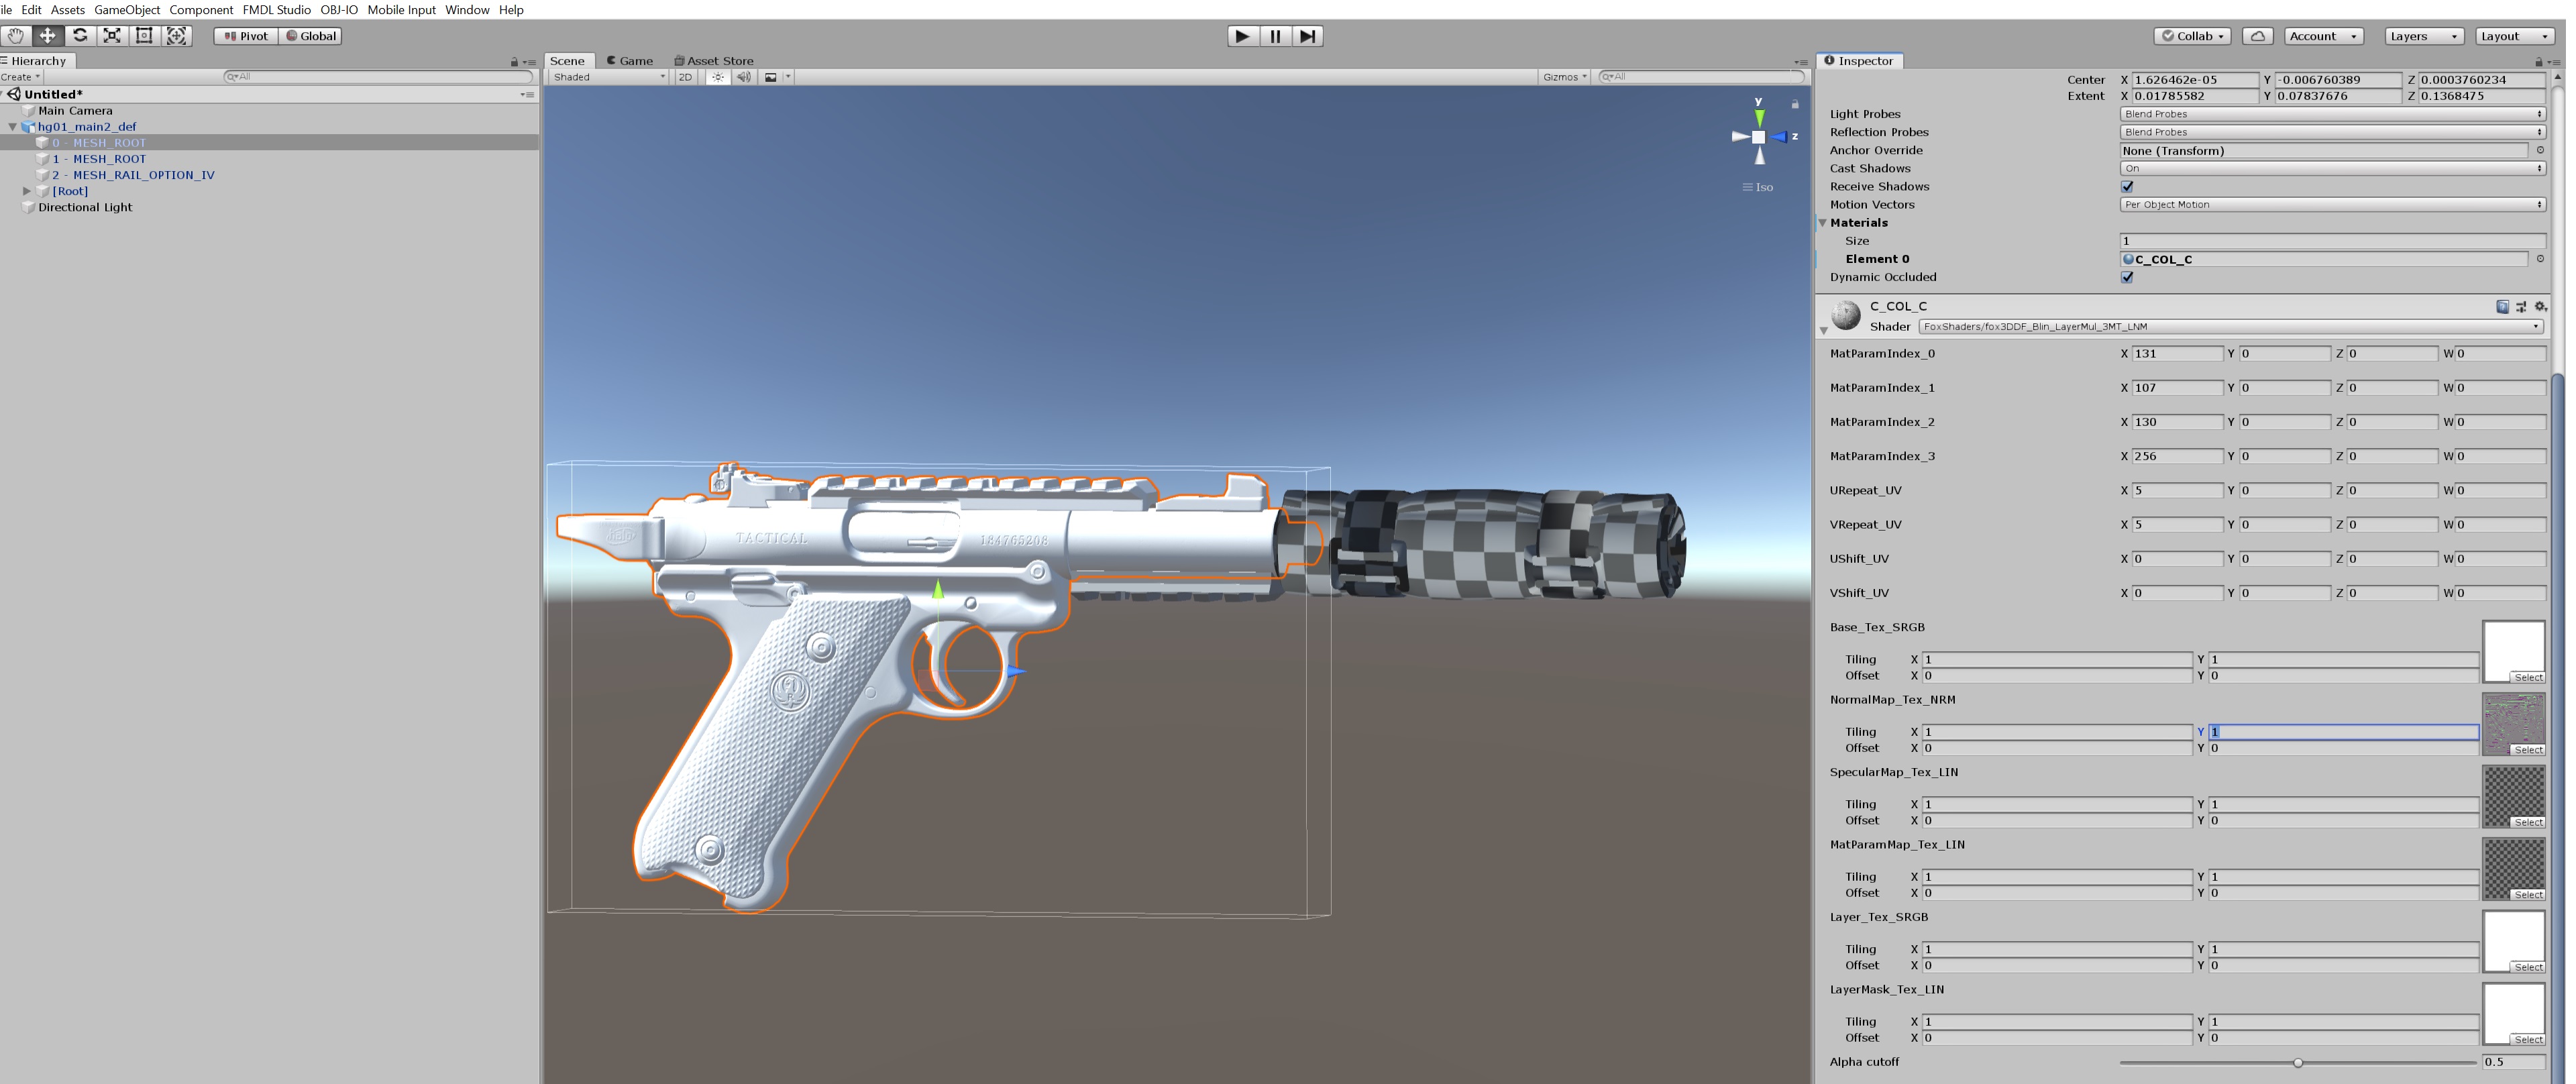 ile Edit Assets GameObject Component FMDL Studio OBJ-IO Mobile Input Window Help
Pivot Global Collab Account Layers Layout
Hierarchy
Create All
Untitled*
Main Camera
hg01_main2_def
0 - MESH_ROOT
1 - MESH_ROOT
2 - MESH_RAIL_OPTION_IV
[Root]
Directional Light
Scene Game Asset Store
Shaded 2D Gizmos All
y
z
Iso
TACTICAL 184765208
Inspector
Center X 1.626462e-05 Y -0.006760389 Z 0.0003760234
Extent X 0.01785582 Y 0.07837676 Z 0.1368475
Light Probes Blend Probes
Reflection Probes Blend Probes
Anchor Override None (Transform)
Cast Shadows On
Receive Shadows
Motion Vectors Per Object Motion
Materials
Size 1
Element 0 C_COL_C
Dynamic Occluded
C_COL_C
Shader FoxShaders/fox3DDF_Blin_LayerMul_3MT_LNM
MatParamIndex_0 X 131 Y 0 Z 0 W 0
MatParamIndex_1 X 107 Y 0 Z 0 W 0
MatParamIndex_2 X 130 Y 0 Z 0 W 0
MatParamIndex_3 X 256 Y 0 Z 0 W 0
URepeat_UV X 5 Y 0 Z 0 W 0
VRepeat_UV X 5 Y 0 Z 0 W 0
UShift_UV X 0 Y 0 Z 0 W 0
VShift_UV X 0 Y 0 Z 0 W 0
Base_Tex_SRGB
Tiling X 1 Y 1
Offset X 0 Y 0 Select
NormalMap_Tex_NRM
Tiling X 1 Y 1
Offset X 0 Y 0 Select
SpecularMap_Tex_LIN
Tiling X 1 Y 1
Offset X 0 Y 0 Select
MatParamMap_Tex_LIN
Tiling X 1 Y 1
Offset X 0 Y 0 Select
Layer_Tex_SRGB
Tiling X 1 Y 1
Offset X 0 Y 0 Select
LayerMask_Tex_LIN
Tiling X 1 Y 1
Offset X 0 Y 0 Select
Alpha cutoff 0.5